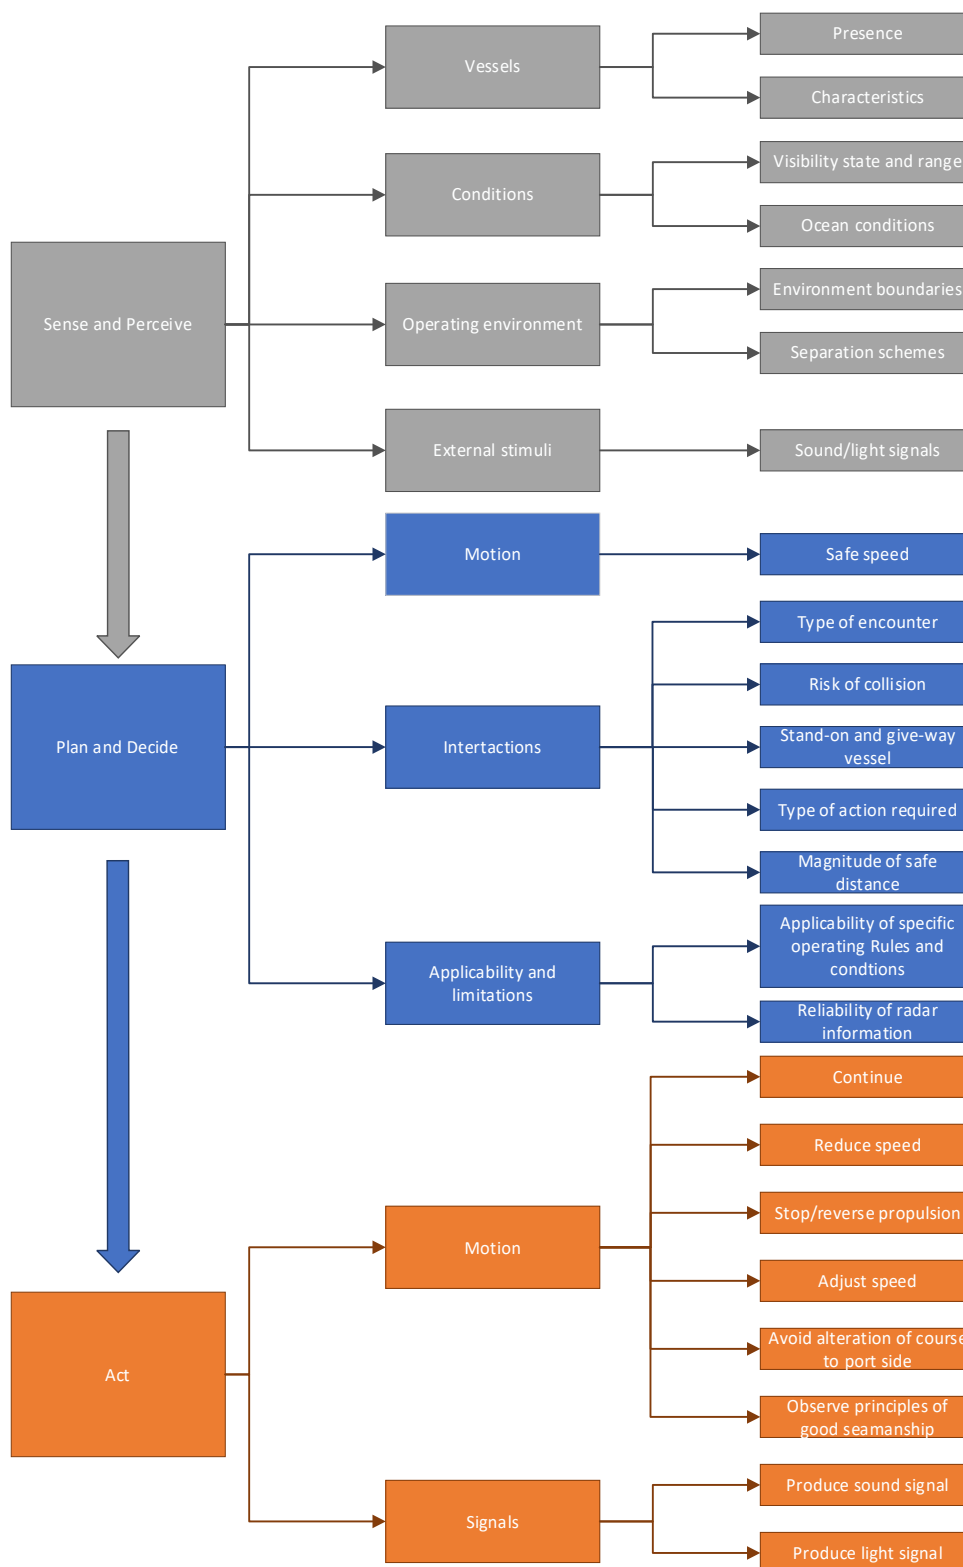 Sense and Perceive
Vessels
Presence
Characteristics
Conditions
Visibility state and range
Ocean conditions
Operating environment
Environment boundaries
Separation schemes
External stimuli
Sound/light signals
Plan and Decide
Motion
Safe speed
Intertactions
Type of encounter
Risk of collision
Stand-on and give-way
vessel
Type of action required
Magnitude of safe
distance
Applicability and
limitations
Applicability of specific
operating Rules and
condtions
Reliability of radar
information
Act
Motion
Continue
Reduce speed
Stop/reverse propulsion
Adjust speed
Avoid alteration of course
to port side
Observe principles of
good seamanship
Signals
Produce sound signal
Produce light signal